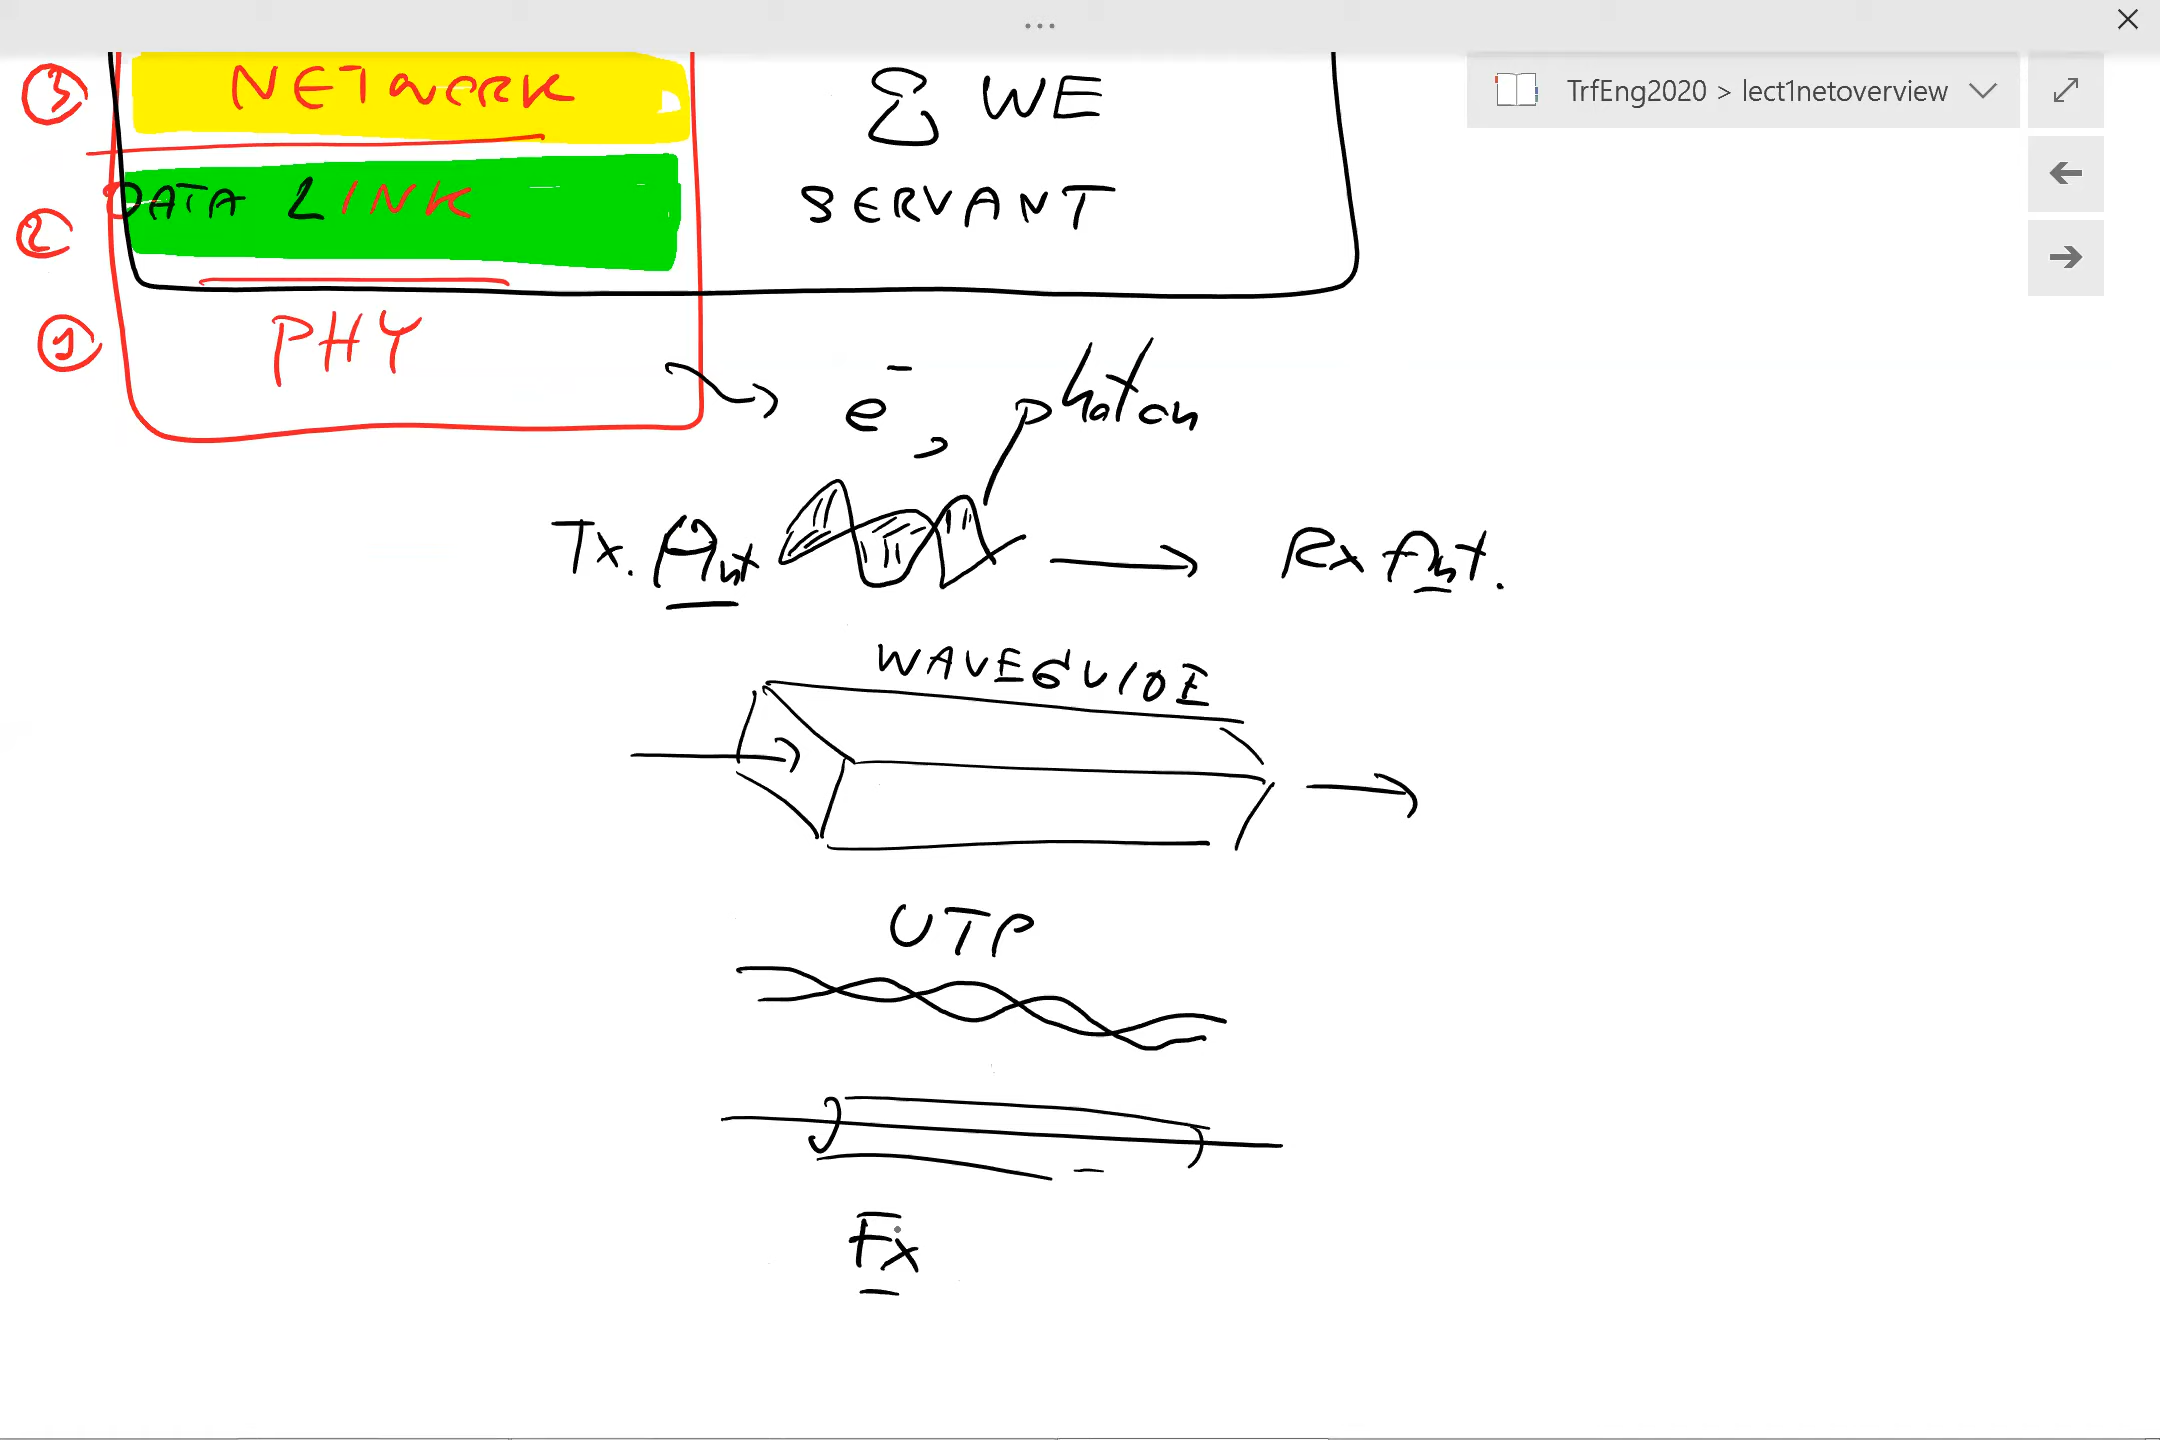 TrfEng2020 > lect1netoverview
3 NETWORK
WE
2 DATA LINK
SERVANT
1 PHY
e⁻, photon
Tx. Ant
Rx Ant.
WAVEGUIDE
UTP
Fx